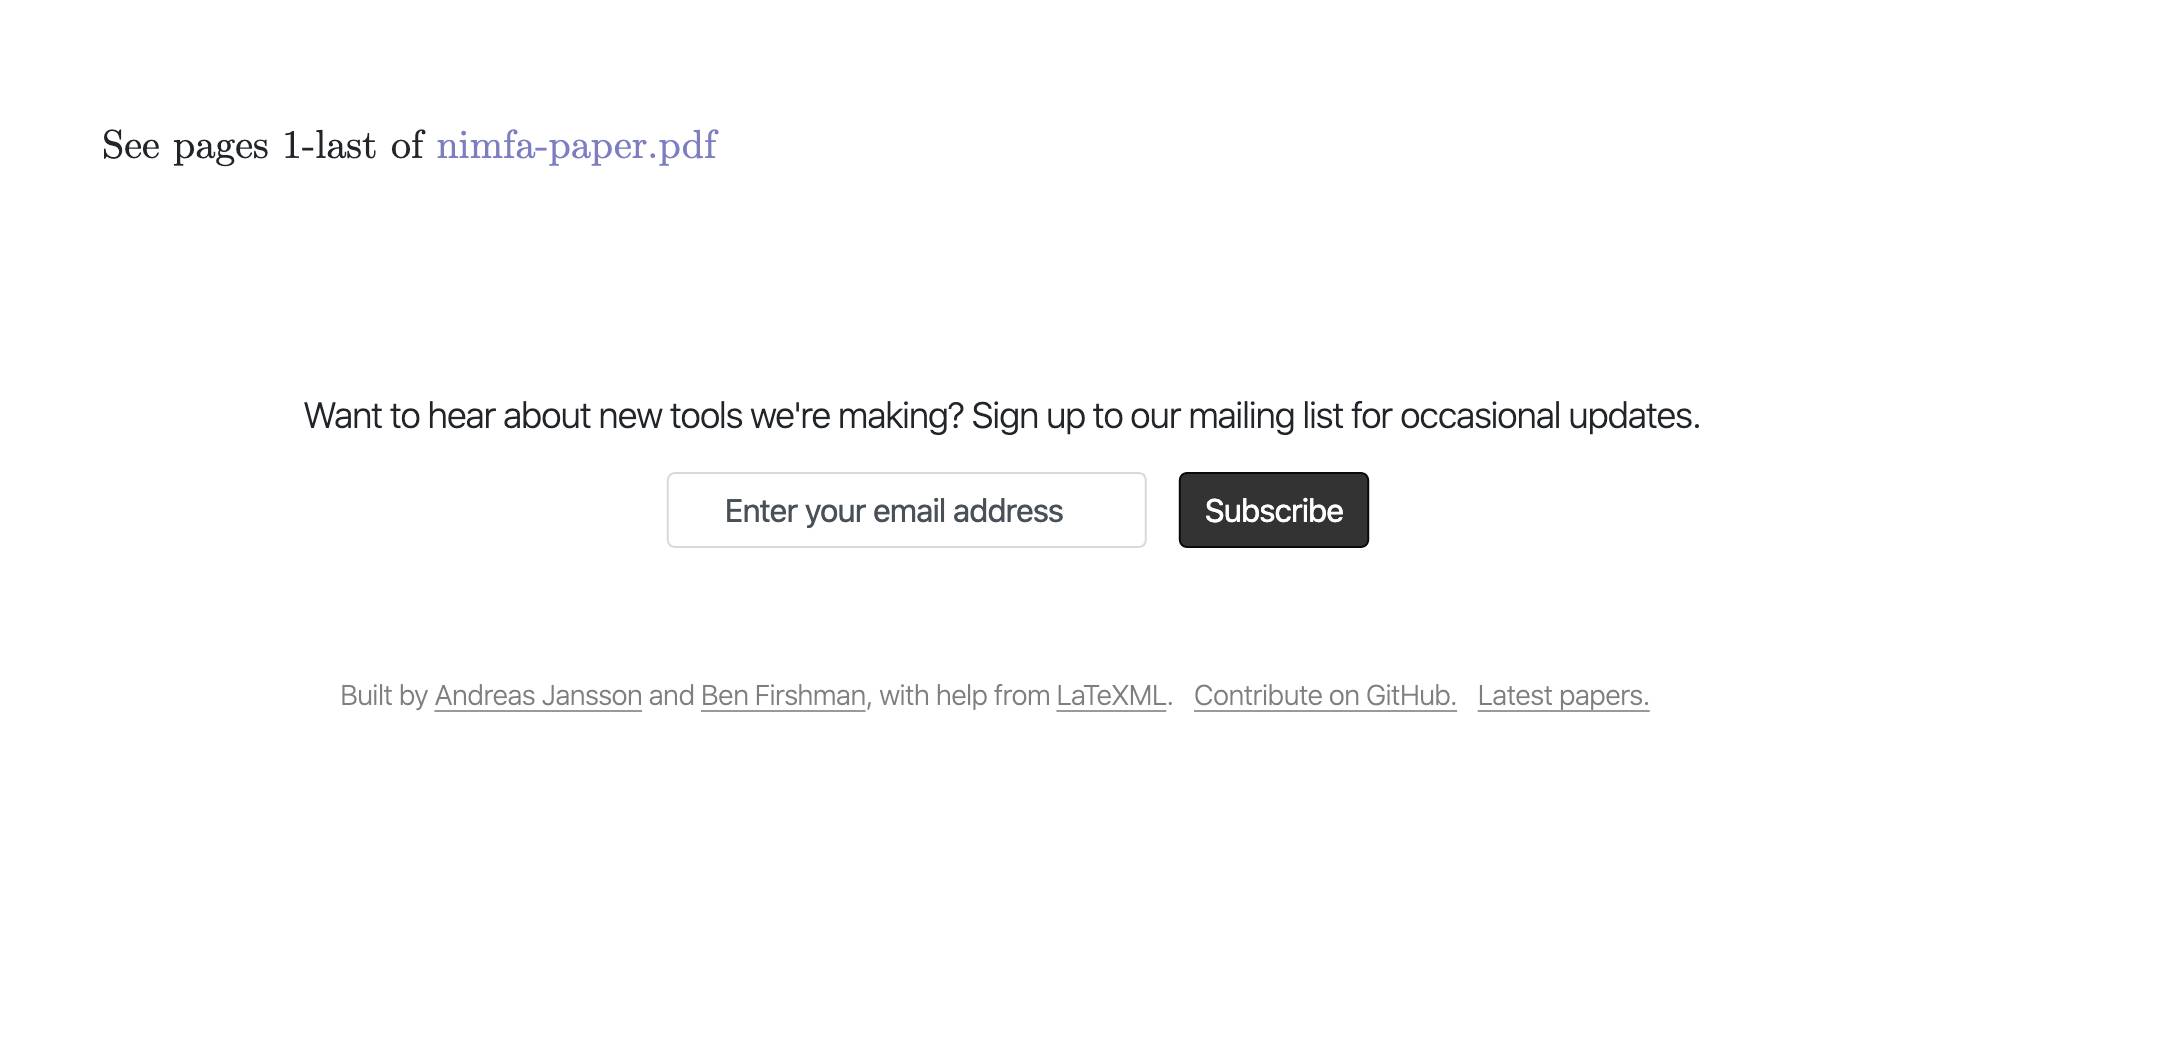 See pages 1-last of nimfa-paper.pdf
Want to hear about new tools we're making? Sign up to our mailing list for occasional updates.
Enter your email address
Subscribe
Built by Andreas Jansson and Ben Firshman, with help from LaTeXML. Contribute on GitHub. Latest papers.